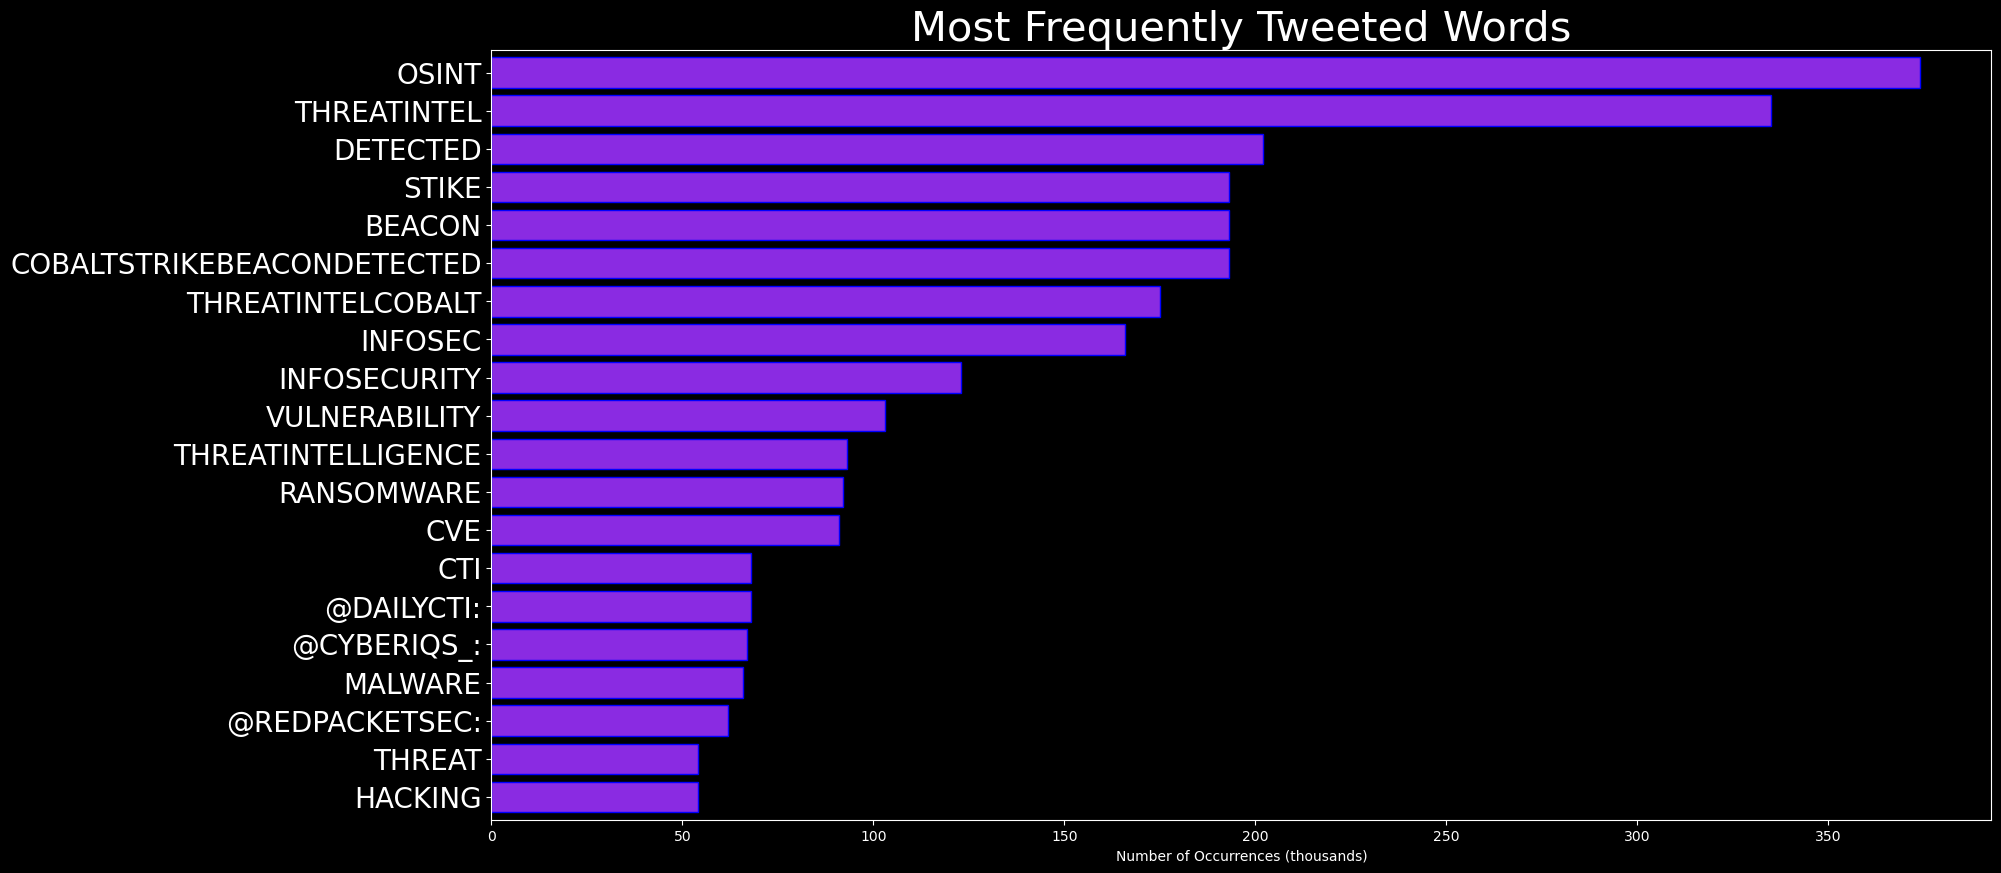 Most Frequently Tweeted Words
OSINT
THREATINTEL
DETECTED
STIKE
BEACON
COBALTSTRIKEBEACONDETECTED
THREATINTELCOBALT
INFOSEC
INFOSECURITY
VULNERABILITY
THREATINTELLIGENCE
RANSOMWARE
CVE
CTI
@DAILYCTI:
@CYBERIQS_:
MALWARE
@REDPACKETSEC:
THREAT
HACKING
0 50 100 150 200 250 300 350
Number of Occurrences (thousands)